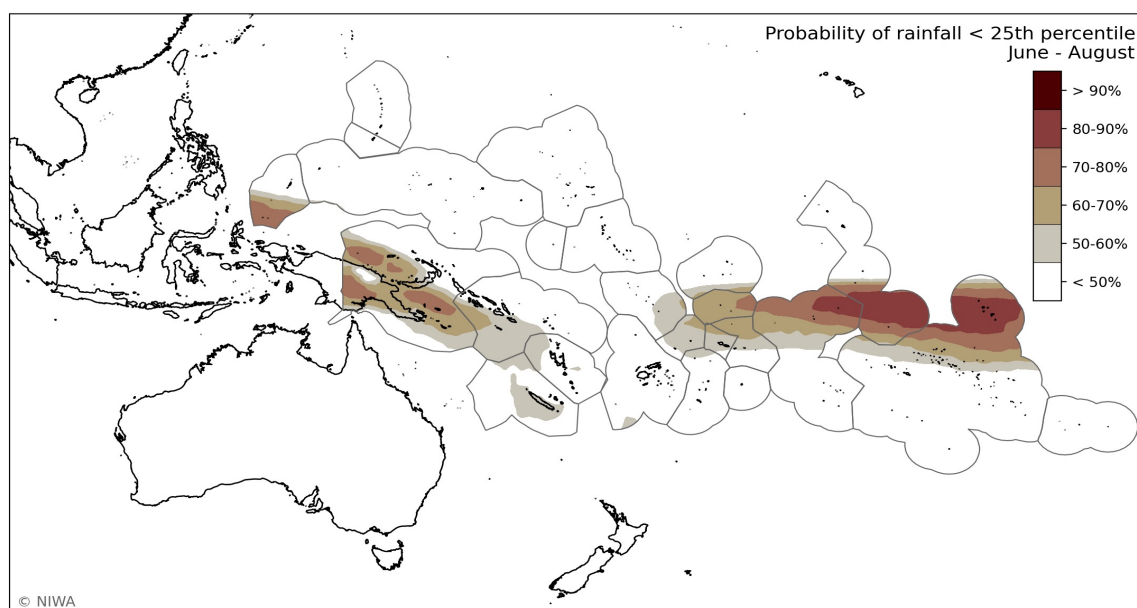 Probability of rainfall < 25th percentile
June - August
> 90%
80-90%
70-80%
60-70%
50-60%
< 50%
© NIWA